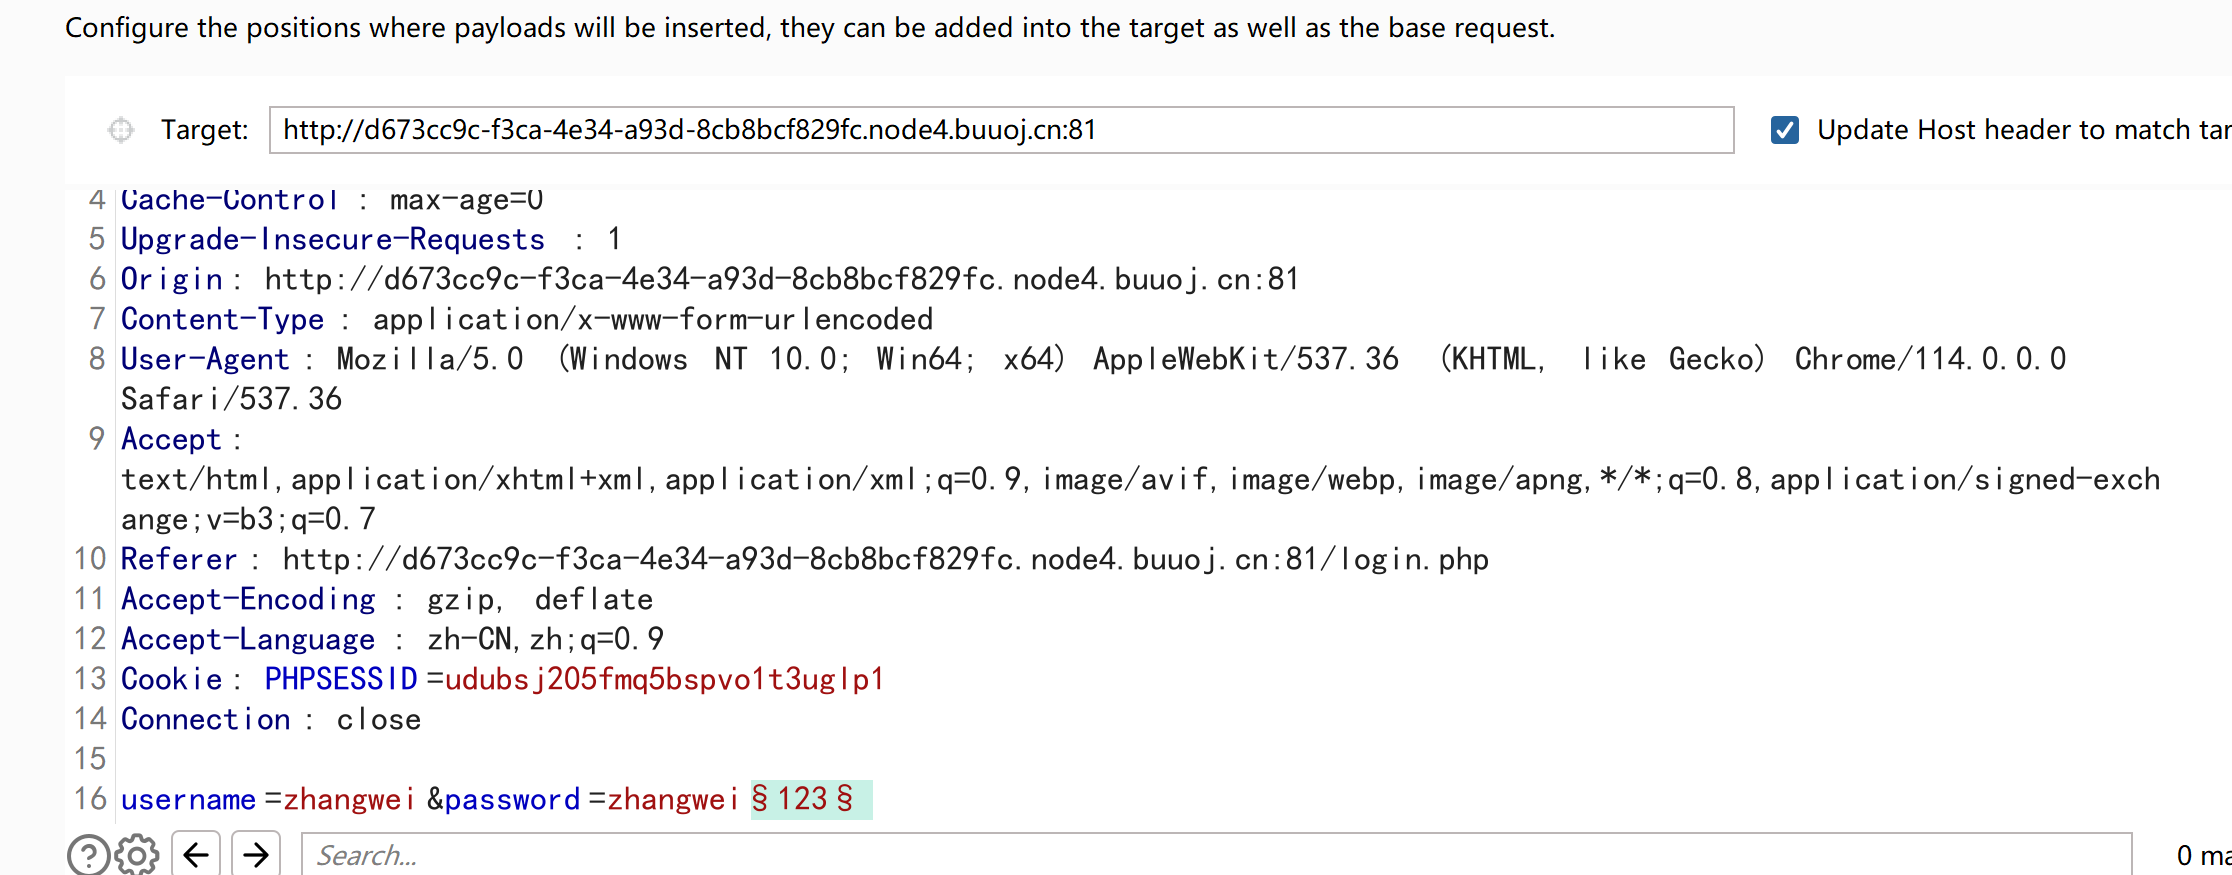 Configure the positions where payloads will be inserted, they can be added into the target as well as the base request.
Target: http://d673cc9c-f3ca-4e34-a93d-8cb8bcf829fc.node4.buuoj.cn:81 Update Host header to match tar
4 Cache-Control : max-age=0
5 Upgrade-Insecure-Requests : 1
6 Origin : http://d673cc9c-f3ca-4e34-a93d-8cb8bcf829fc.node4.buuoj.cn:81
7 Content-Type : application/x-www-form-urlencoded
8 User-Agent : Mozilla/5.0 (Windows NT 10.0; Win64; x64) AppleWebKit/537.36 (KHTML, like Gecko) Chrome/114.0.0.0
Safari/537.36
9 Accept :
text/html,application/xhtml+xml,application/xml;q=0.9,image/avif,image/webp,image/apng,*/*;q=0.8,application/signed-exch
ange;v=b3;q=0.7
10 Referer : http://d673cc9c-f3ca-4e34-a93d-8cb8bcf829fc.node4.buuoj.cn:81/login.php
11 Accept-Encoding : gzip, deflate
12 Accept-Language : zh-CN,zh;q=0.9
13 Cookie : PHPSESSID =udubsj205fmq5bspvo1t3uglp1
14 Connection : close
15
16 username =zhangwei &password =zhangwei §123§
Search... 0 ma